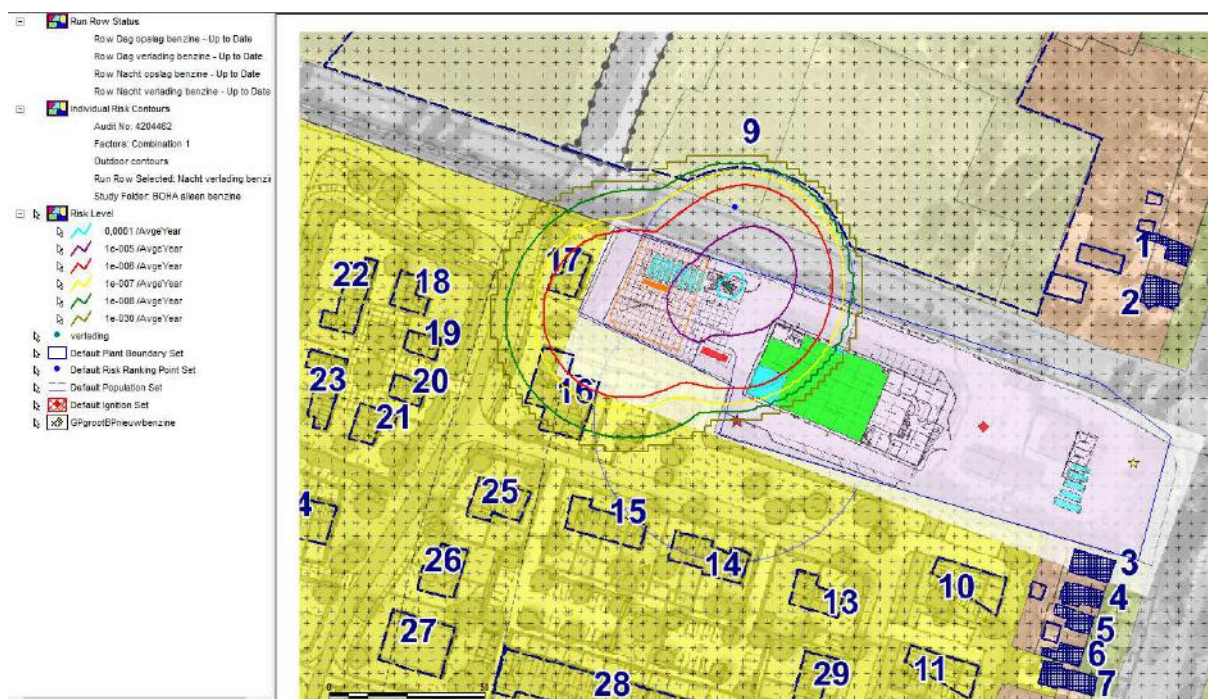 Run Row Status
Row Dag opslag benzine - Up to Date
Row Dag verlading benzine - Up to Date
Row Nacht opslag benzine - Up to Date
Row Nacht verlading benzine - Up to Date
Individual Risk Contours
Audit No: 4204462
Factors: Combination 1
Outdoor contours
Run Row Selected: Nacht verlading benzi
Study Folder: BOHA alleen benzine
Risk Level
0,0001 /AvgeYear
1e-005 /AvgeYear
1e-006 /AvgeYear
1e-007 /AvgeYear
1e-008 /AvgeYear
1e-030 /AvgeYear
verlading
Default Plant Boundary Set
Default Risk Ranking Point Set
Default Population Set
Default Ignition Set
GPgrootBPnieuwbenzine
9
1
2
17
22
18
19
23
20
21
16
25
4
15
14
26
13
10
3
4
5
27
6
11
7
28
29
0